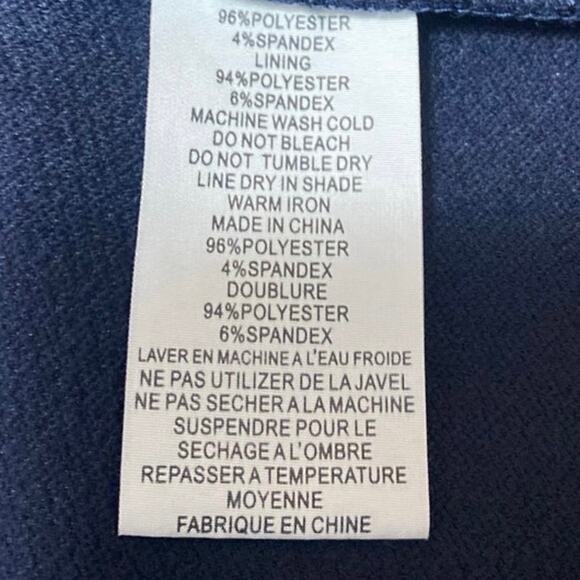 96%POLYESTER
4%SPANDEX
LINING
94%POLYESTER
6%SPANDEX
MACHINE WASH COLD
DO NOT BLEACH
DO NOT TUMBLE DRY
LINE DRY IN SHADE
WARM IRON
MADE IN CHINA
96%POLYESTER
4%SPANDEX
DOUBLURE
94%POLYESTER
6%SPANDEX
LAVER EN MACHINE A L'EAU FROIDE
NE PAS UTILIZER DE LA JAVEL
NE PAS SECHER A LA MACHINE
SUSPENDRE POUR LE
SECHAGE A L'OMBRE
REPASSER A TEMPERATURE
MOYENNE
FABRIQUE EN CHINE